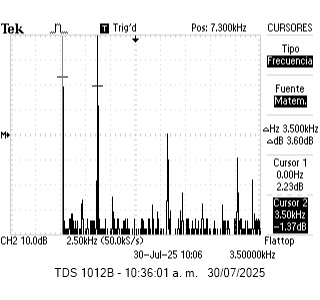 Tek Trig'd Pos: 7.300kHz CURSORES
Tipo
Frecuencia
Fuente
Matem.
M
△Hz 3.500kHz
△dB 3.60dB
Cursor 1
0.00Hz
2.23dB
Cursor 2
3.50kHz
-1.37dB
CH2 10.0dB 2.50kHz (50.0kS/s) Flattop
30-Jul-25 10:06 3.50000kHz
TDS 1012B - 10:36:01 a. m. 30/07/2025